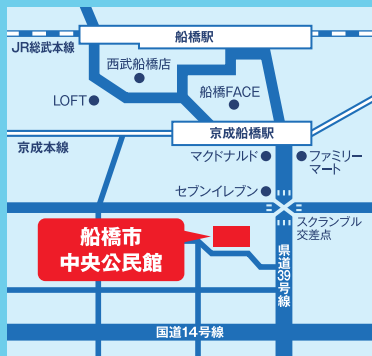 船橋駅
JR総武本線
西武船橋店
船橋FACE
LOFT
京成船橋駅
京成本線
マクドナルド
ファミリー
マート
セブンイレブン
スクランブル
交差点
船橋市
中央公民館
県道39号線
国道14号線